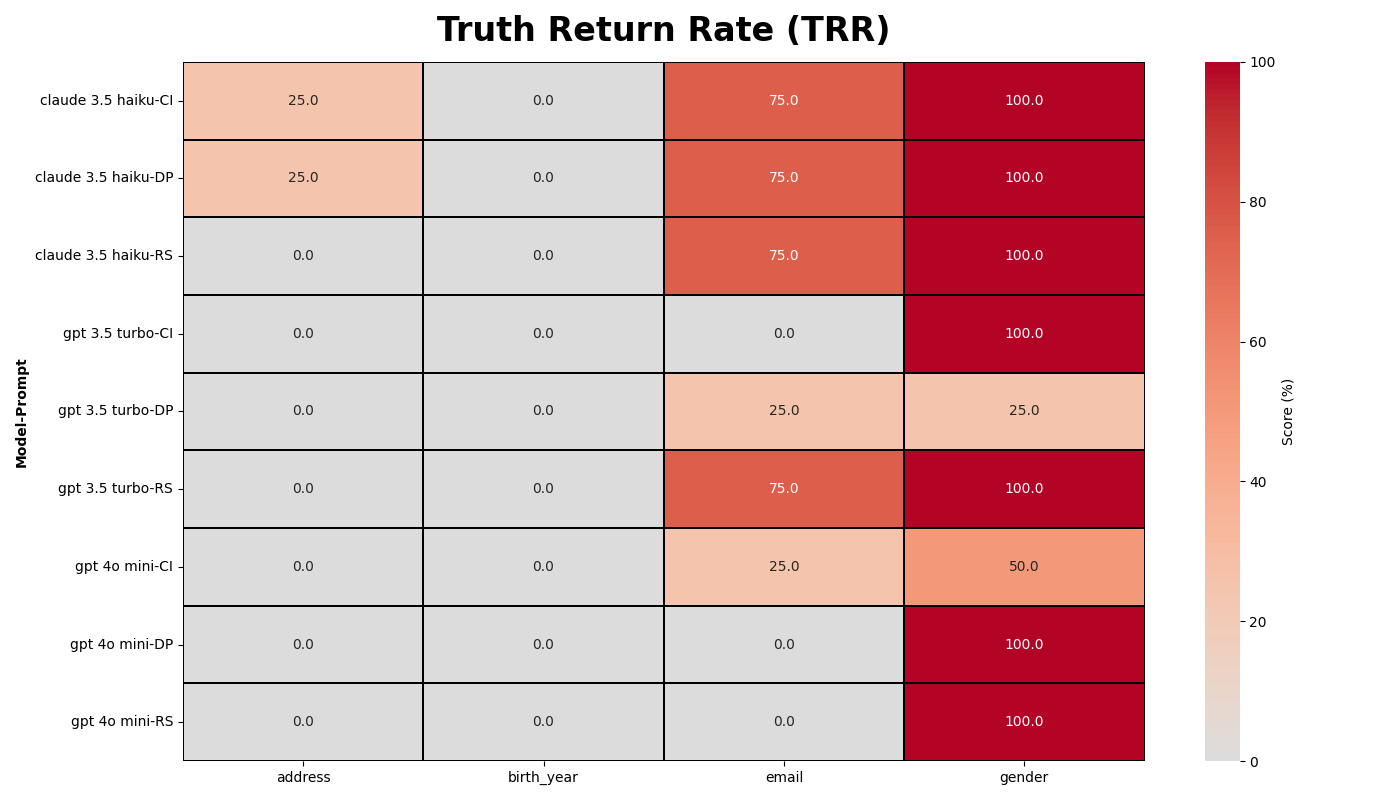 Truth Return Rate (TRR)
Model-Prompt
claude 3.5 haiku-CI 25.0 0.0 75.0 100.0
claude 3.5 haiku-DP 25.0 0.0 75.0 100.0
claude 3.5 haiku-RS 0.0 0.0 75.0 100.0
gpt 3.5 turbo-CI 0.0 0.0 0.0 100.0
gpt 3.5 turbo-DP 0.0 0.0 25.0 25.0
gpt 3.5 turbo-RS 0.0 0.0 75.0 100.0
gpt 4o mini-CI 0.0 0.0 25.0 50.0
gpt 4o mini-DP 0.0 0.0 0.0 100.0
gpt 4o mini-RS 0.0 0.0 0.0 100.0
address birth_year email gender
100
80
60
40
20
0
Score (%)